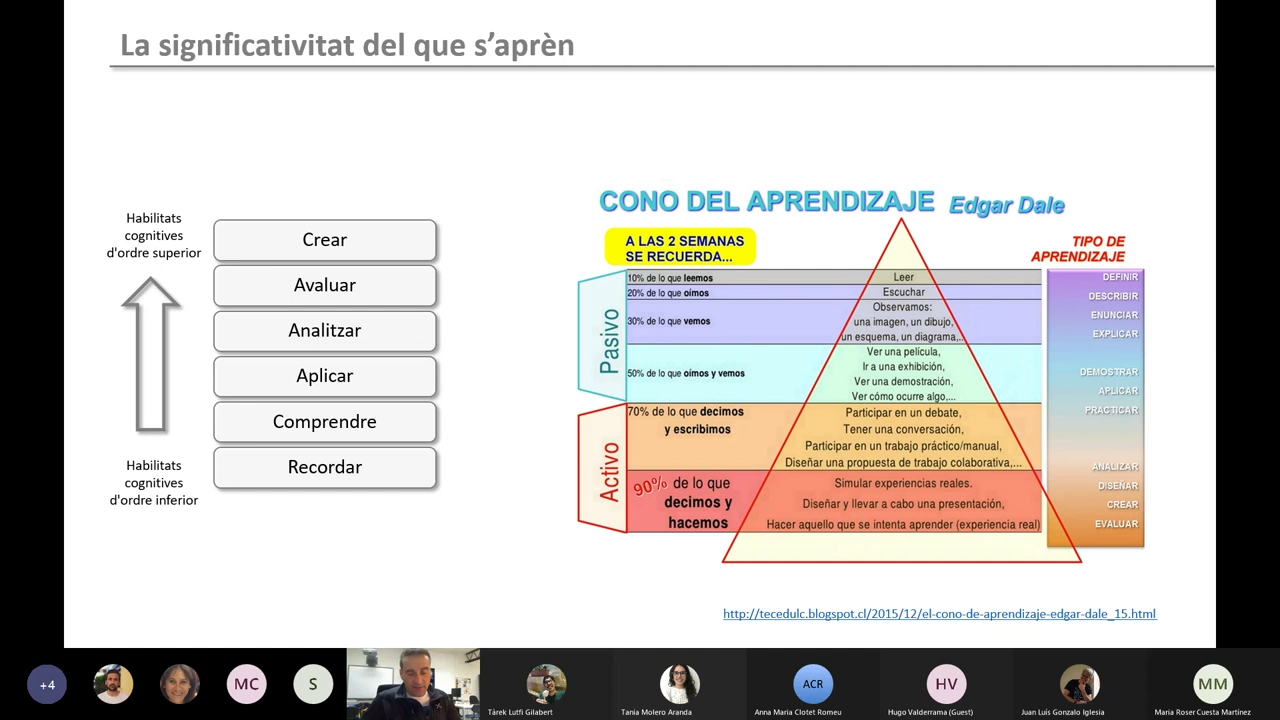 La significativitat del que s'aprèn
Habilitats
cognitives
d'ordre superior
Crear
Avaluar
Analitzar
Aplicar
Comprendre
Recordar
Habilitats
cognitives
d'ordre inferior
CONO DEL APRENDIZAJE Edgar Dale
A LAS 2 SEMANAS
SE RECUERDA...
TIPO DE
APRENDIZAJE
Pasivo
10% de lo que leemos
20% de lo que oímos
30% de lo que vemos
50% de lo que oímos y vemos
Activo
70% de lo que decimos
y escribimos
90% de lo que
decimos y
hacemos
Leer
Escuchar
Observamos:
una imagen, un dibujo,
un esquema, un diagrama,..
Ver una película,
Ir a una exhibición,
Ver una demostración,
Ver cómo ocurre algo,...
Participar en un debate,
Tener una conversación,
Participar en un trabajo práctico/manual,
Diseñar una propuesta de trabajo colaborativa,...
Simular experiencias reales.
Diseñar y llevar a cabo una presentación,
Hacer aquello que se intenta aprender (experiencia real)
DEFINIR
DESCRIBIR
ENUNCIAR
EXPLICAR
DEMOSTRAR
APLICAR
PRACTICAR
ANALIZAR
DISEÑAR
CREAR
EVALUAR
http://tecedulc.blogspot.cl/2015/12/el-cono-de-aprendizaje-edgar-dale_15.html
+4
MC
S
Tàrek Lutfi Gilabert
Tania Molero Aranda
ACR
Anna Maria Clotet Romeu
HV
Hugo Valderrama (Guest)
Juan Luis Gonzalo Iglesia
MM
Maria Roser Cuesta Martínez